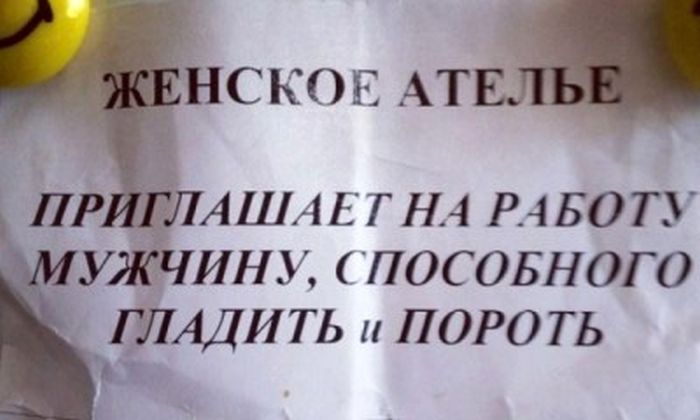 ЖЕНСКОЕ АТЕЛЬЕ
ПРИГЛАШАЕТ НА РАБОТУ
МУЖЧИНУ, СПОСОБНОГО
ГЛАДИТЬ и ПОРОТЬ